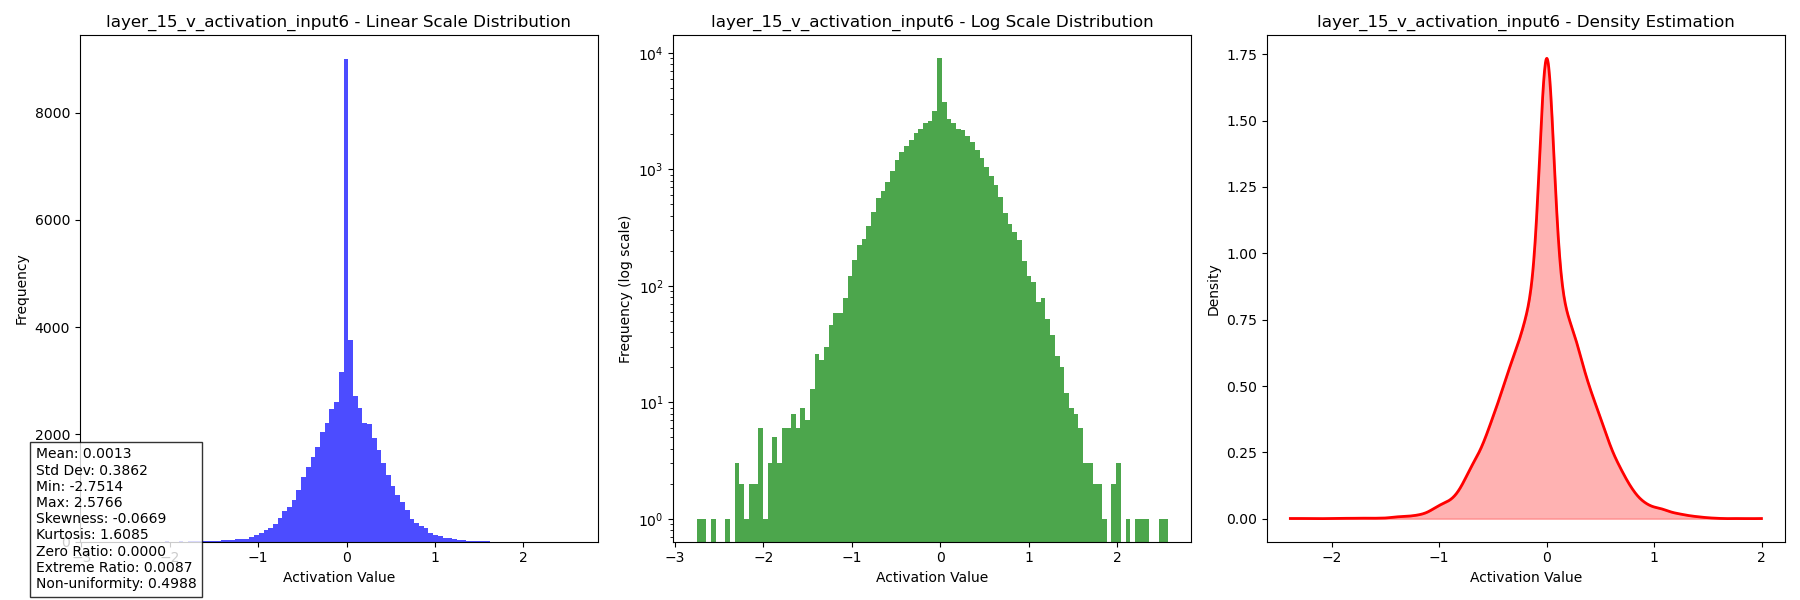 layer_15_v_activation_input6 - Linear Scale Distribution
8000
6000
4000
2000
0
Frequency
−3
−2
−1
0
1
2
Activation Value
Mean: 0.0013
Std Dev: 0.3862
Min: -2.7514
Max: 2.5766
Skewness: -0.0669
Kurtosis: 1.6085
Zero Ratio: 0.0000
Extreme Ratio: 0.0087
Non-uniformity: 0.4988
layer_15_v_activation_input6 - Log Scale Distribution
10⁴
10³
10²
10¹
10⁰
Frequency (log scale)
−3
−2
−1
0
1
2
Activation Value
layer_15_v_activation_input6 - Density Estimation
1.75
1.50
1.25
1.00
0.75
0.50
0.25
0.00
Density
−2
−1
0
1
2
Activation Value